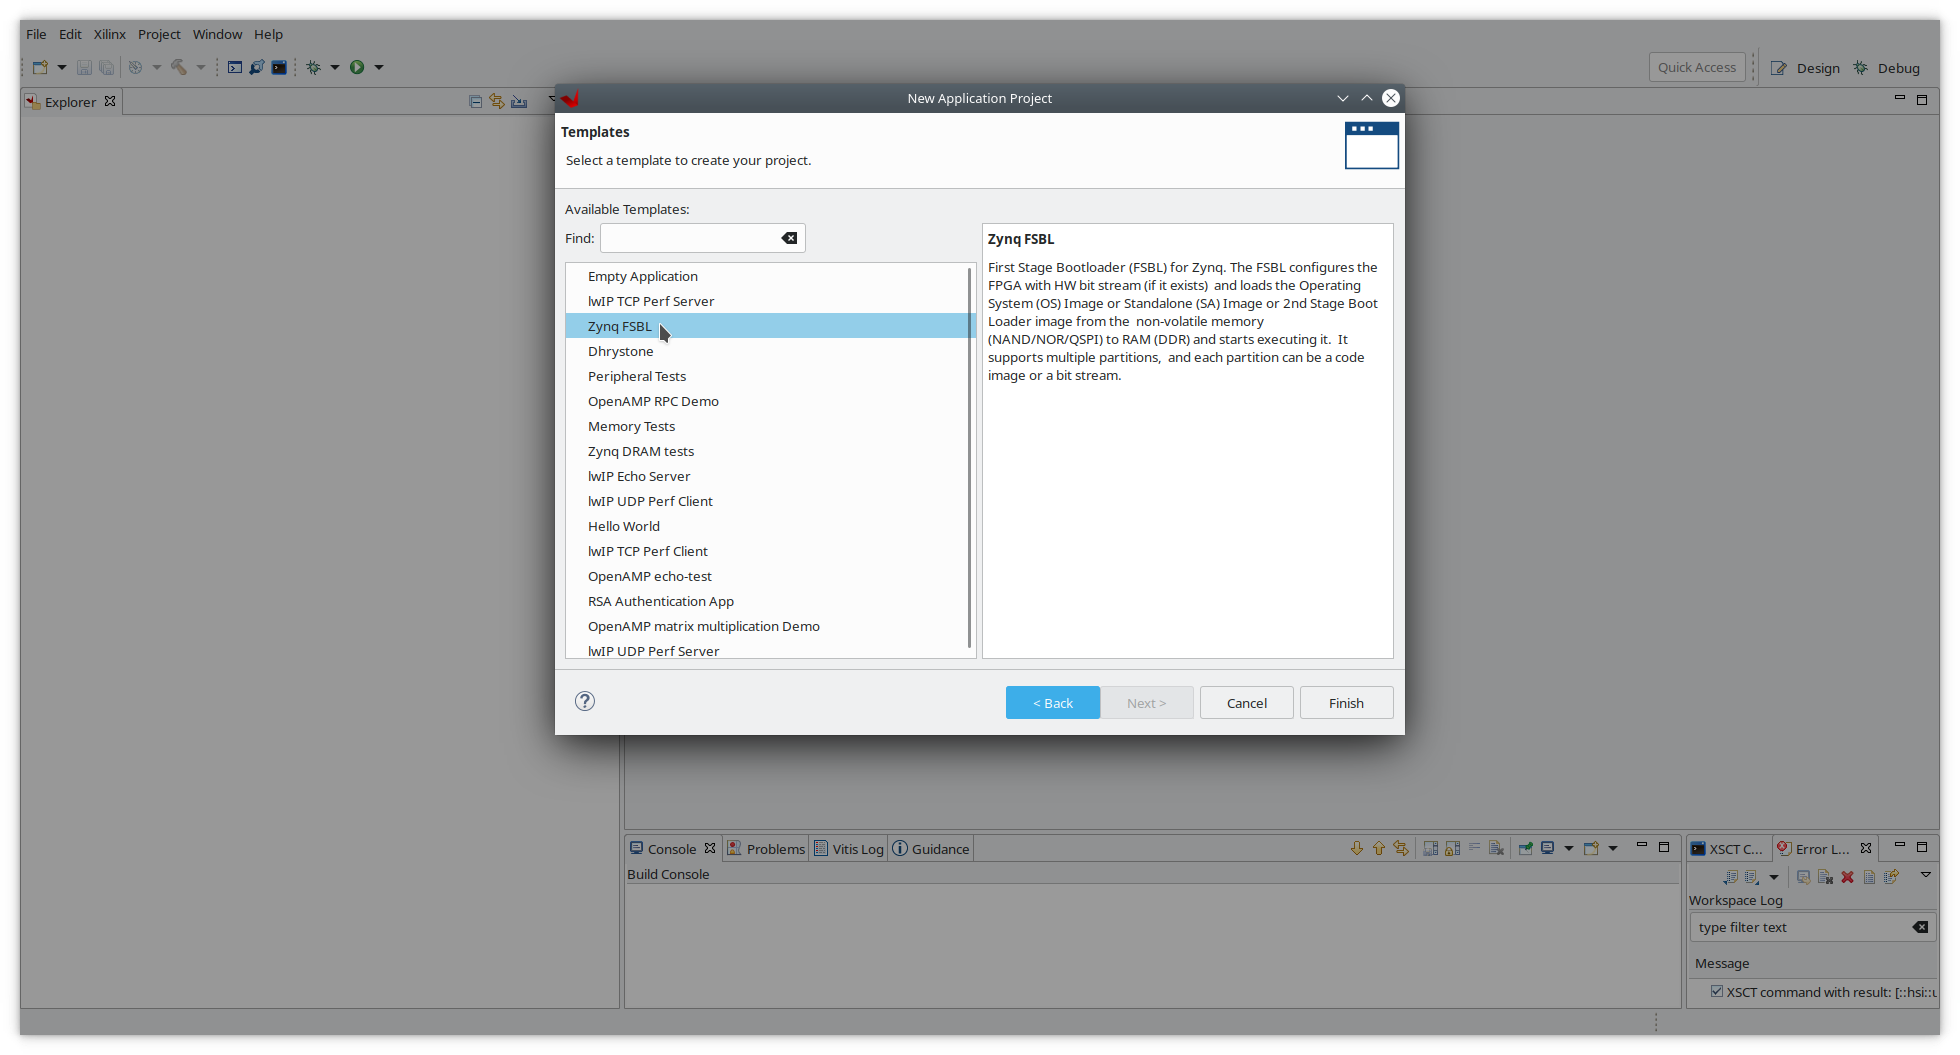 File Edit Xilinx Project Window Help
Quick Access Design Debug
Explorer
New Application Project
Templates
Select a template to create your project.
Available Templates:
Find:
Empty Application
lwIP TCP Perf Server
Zynq FSBL
Dhrystone
Peripheral Tests
OpenAMP RPC Demo
Memory Tests
Zynq DRAM tests
lwIP Echo Server
lwIP UDP Perf Client
Hello World
lwIP TCP Perf Client
OpenAMP echo-test
RSA Authentication App
OpenAMP matrix multiplication Demo
lwIP UDP Perf Server
Zynq FSBL
First Stage Bootloader (FSBL) for Zynq. The FSBL configures the
FPGA with HW bit stream (if it exists)  and loads the Operating
System (OS) Image or Standalone (SA) Image or 2nd Stage Boot
Loader image from the  non-volatile memory
(NAND/NOR/QSPI) to RAM (DDR) and starts executing it.  It
supports multiple partitions,  and each partition can be a code
image or a bit stream.
?
< Back Next > Cancel Finish
Console Problems Vitis Log Guidance
Build Console
XSCT C... Error L...
Workspace Log
type filter text
Message
XSCT command with result: [::hsi::u